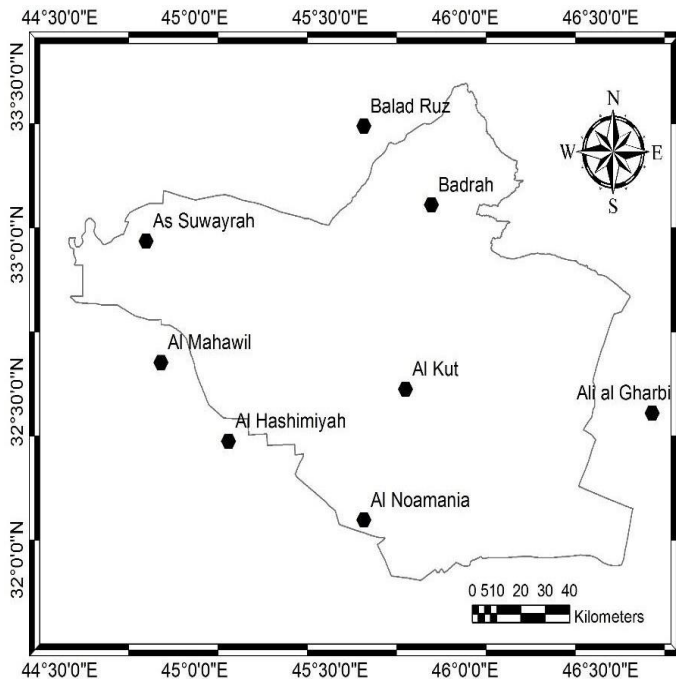 44°30'0"E 45°0'0"E 45°30'0"E 46°0'0"E 46°30'0"E
33°30'0"N
33°0'0"N
32°30'0"N
32°0'0"N
N
W E
S
Balad Ruz
Badrah
As Suwayrah
Al Mahawil
Al Kut
Ali al Gharbi
Al Hashimiyah
Al Noamania
0 510 20 30 40
Kilometers
44°30'0"E 45°0'0"E 45°30'0"E 46°0'0"E 46°30'0"E